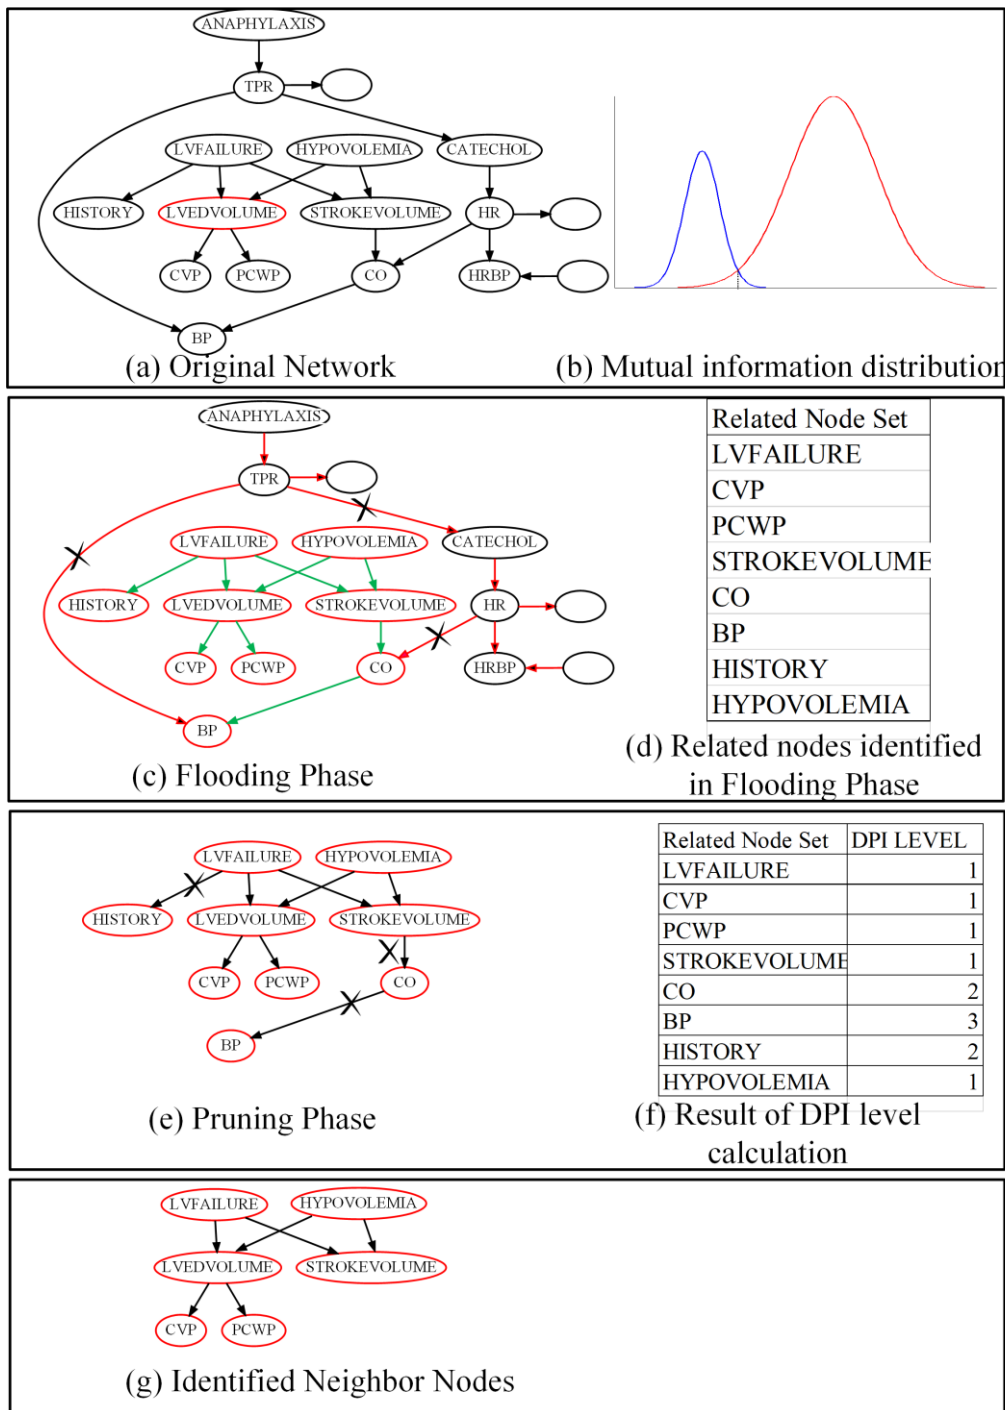 ANAPHYLAXIS
TPR
LVFAILURE
HYPOVOLEMIA
CATECHOL
HISTORY
LVEDVOLUME
STROKEVOLUME
HR
CVP
PCWP
CO
HRBP
BP
(a) Original Network
(b) Mutual information distribution
ANAPHYLAXIS
TPR
LVFAILURE
HYPOVOLEMIA
CATECHOL
HISTORY
LVEDVOLUME
STROKEVOLUME
HR
CVP
PCWP
CO
HRBP
BP
(c) Flooding Phase
Related Node Set
LVFAILURE
CVP
PCWP
STROKEVOLUME
CO
BP
HISTORY
HYPOVOLEMIA
(d) Related nodes identified
in Flooding Phase
LVFAILURE
HYPOVOLEMIA
HISTORY
LVEDVOLUME
STROKEVOLUME
CVP
PCWP
CO
BP
(e) Pruning Phase
Related Node Set DPI LEVEL
LVFAILURE 1
CVP 1
PCWP 1
STROKEVOLUME 1
CO 2
BP 3
HISTORY 2
HYPOVOLEMIA 1
(f) Result of DPI level
calculation
LVFAILURE
HYPOVOLEMIA
LVEDVOLUME
STROKEVOLUME
CVP
PCWP
(g) Identified Neighbor Nodes